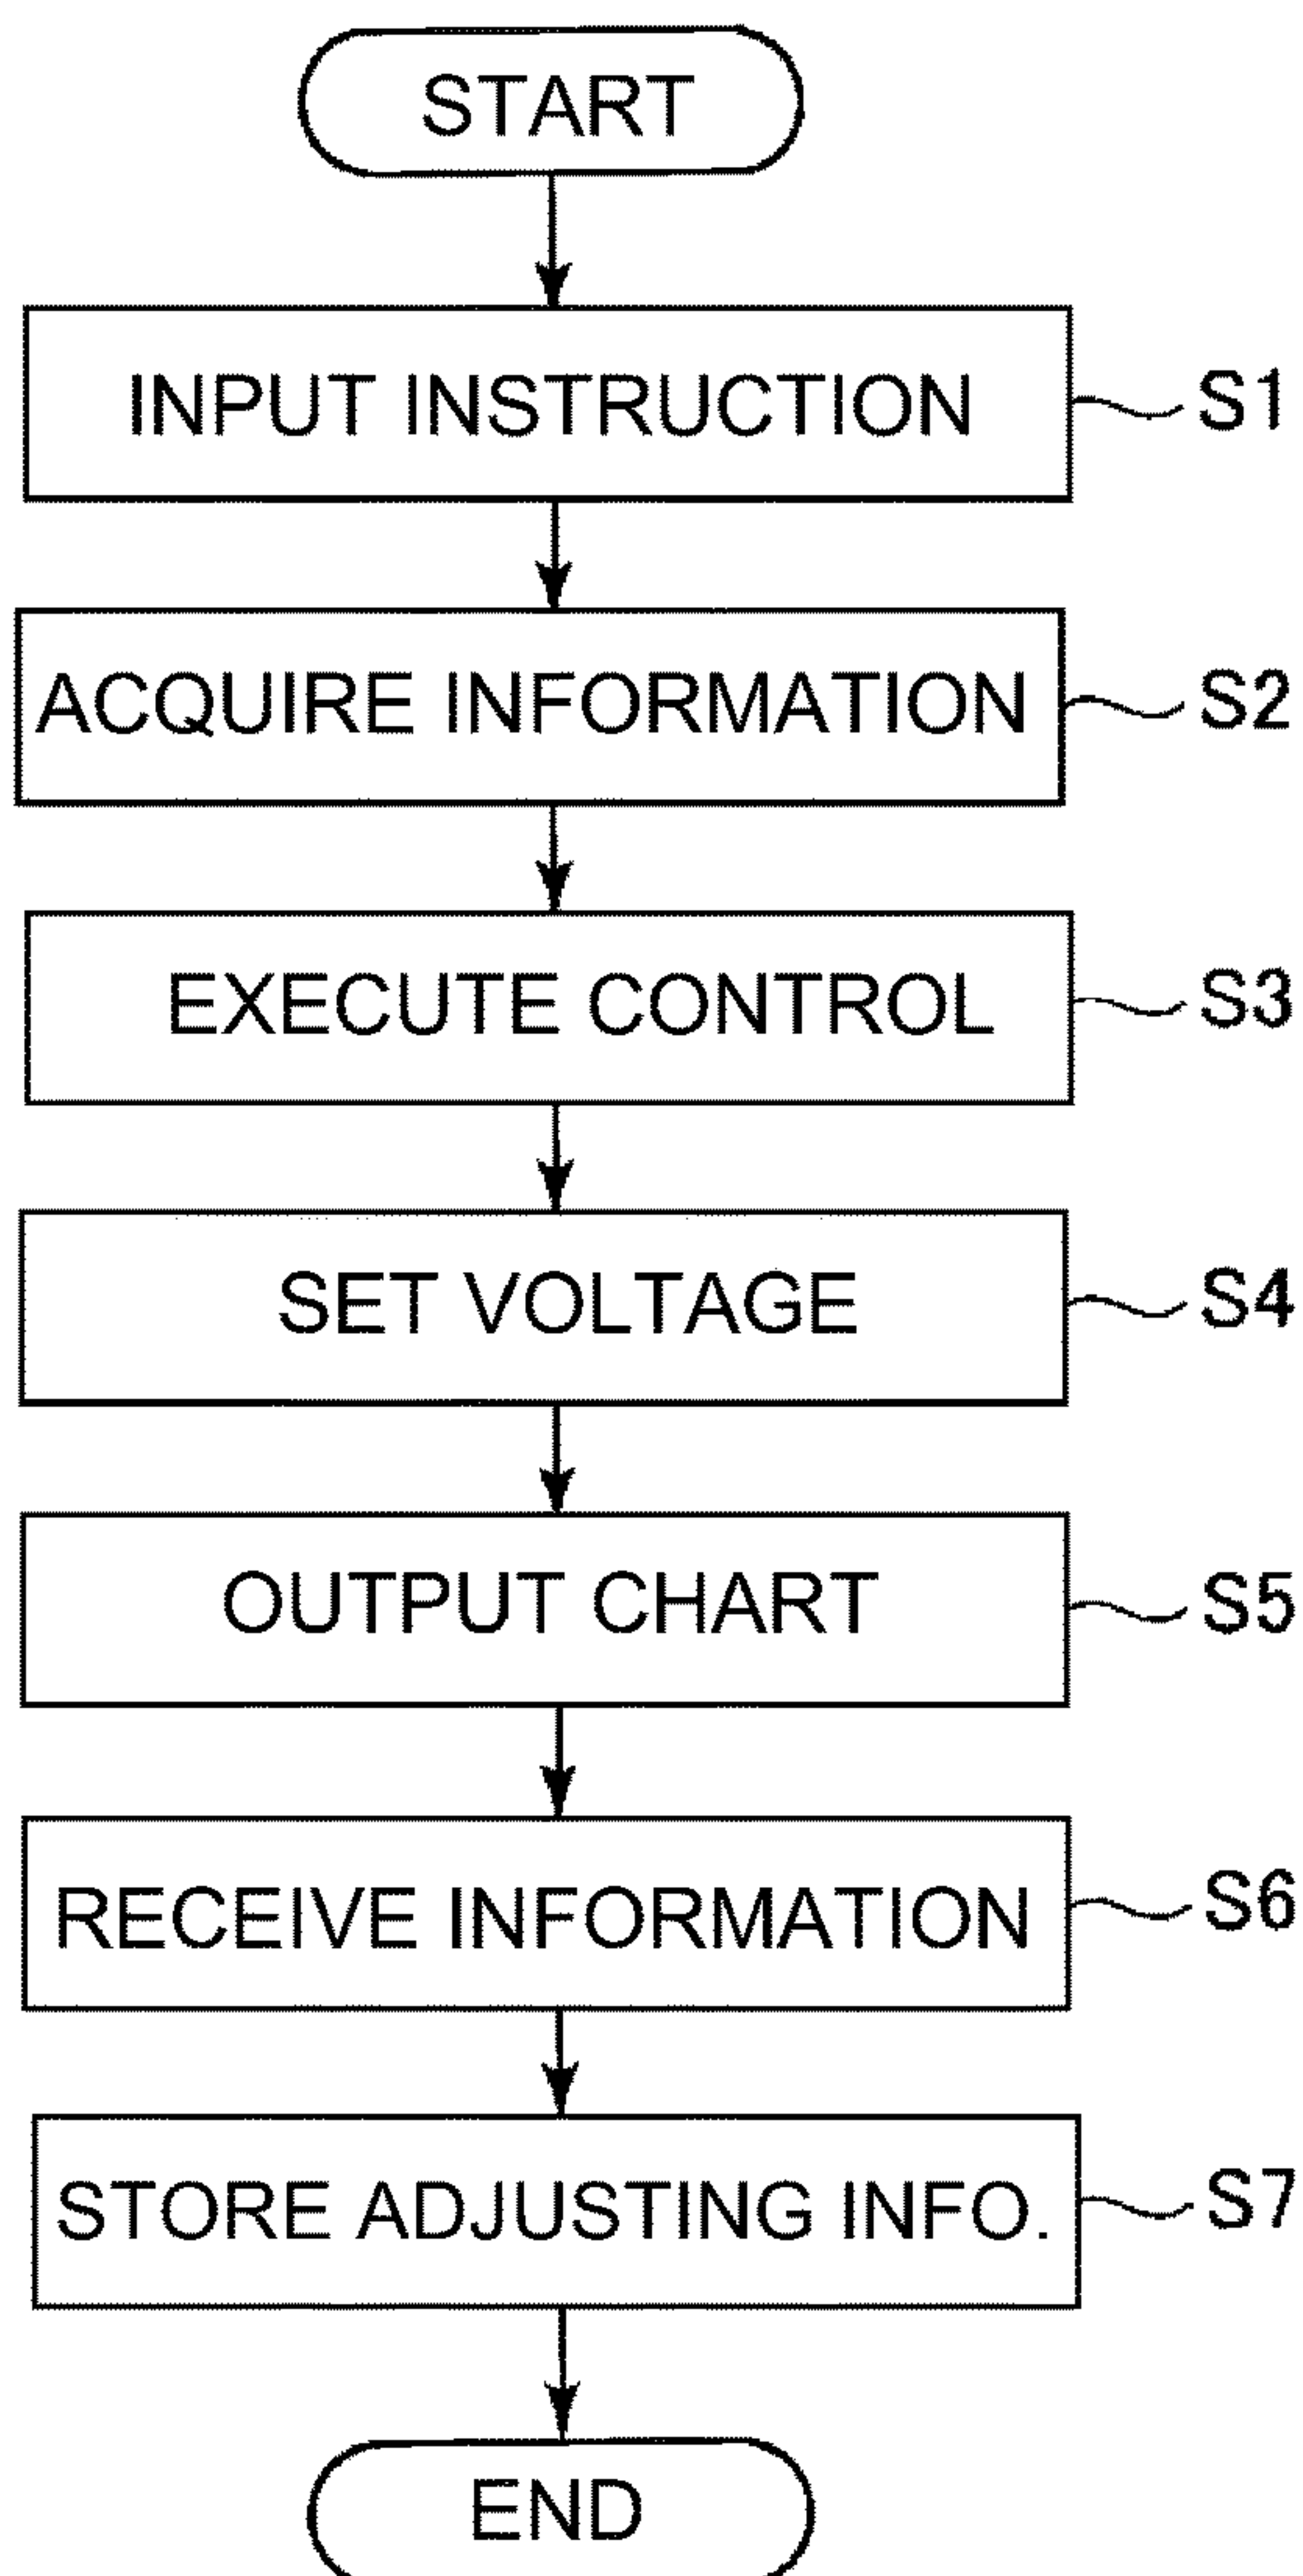 START
INPUT INSTRUCTION S1
ACQUIRE INFORMATION S2
EXECUTE CONTROL S3
SET VOLTAGE S4
OUTPUT CHART S5
RECEIVE INFORMATION S6
STORE ADJUSTING INFO. S7
END